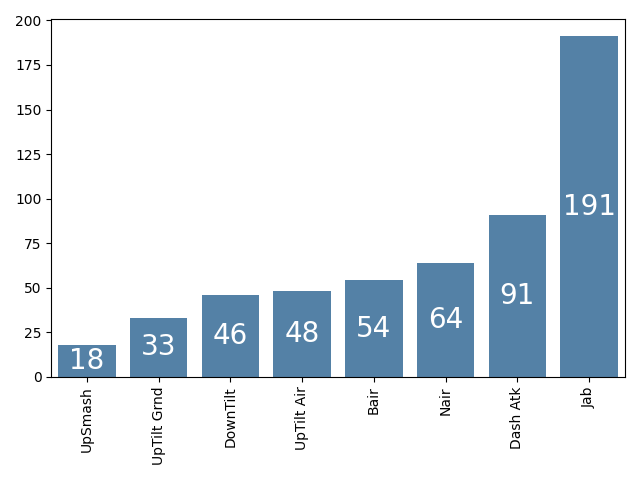 200
175
150
125
100
75
50
25
0
18
33
46
48
54
64
91
191
UpSmash
UpTilt Grnd
DownTilt
UpTilt Air
Bair
Nair
Dash Atk
Jab